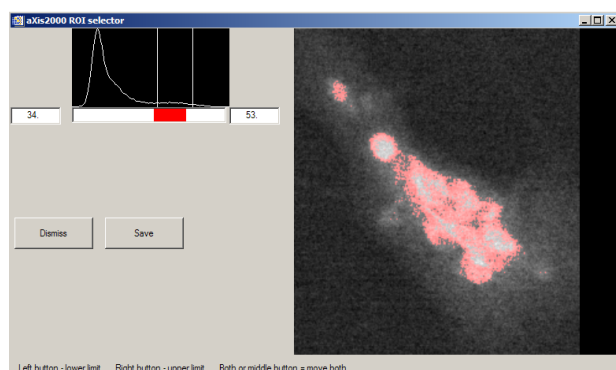 aXis2000 ROI selector
34.
53.
Dismiss
Save
Left button - lower limit Right button - upper limit Both or middle button = move both